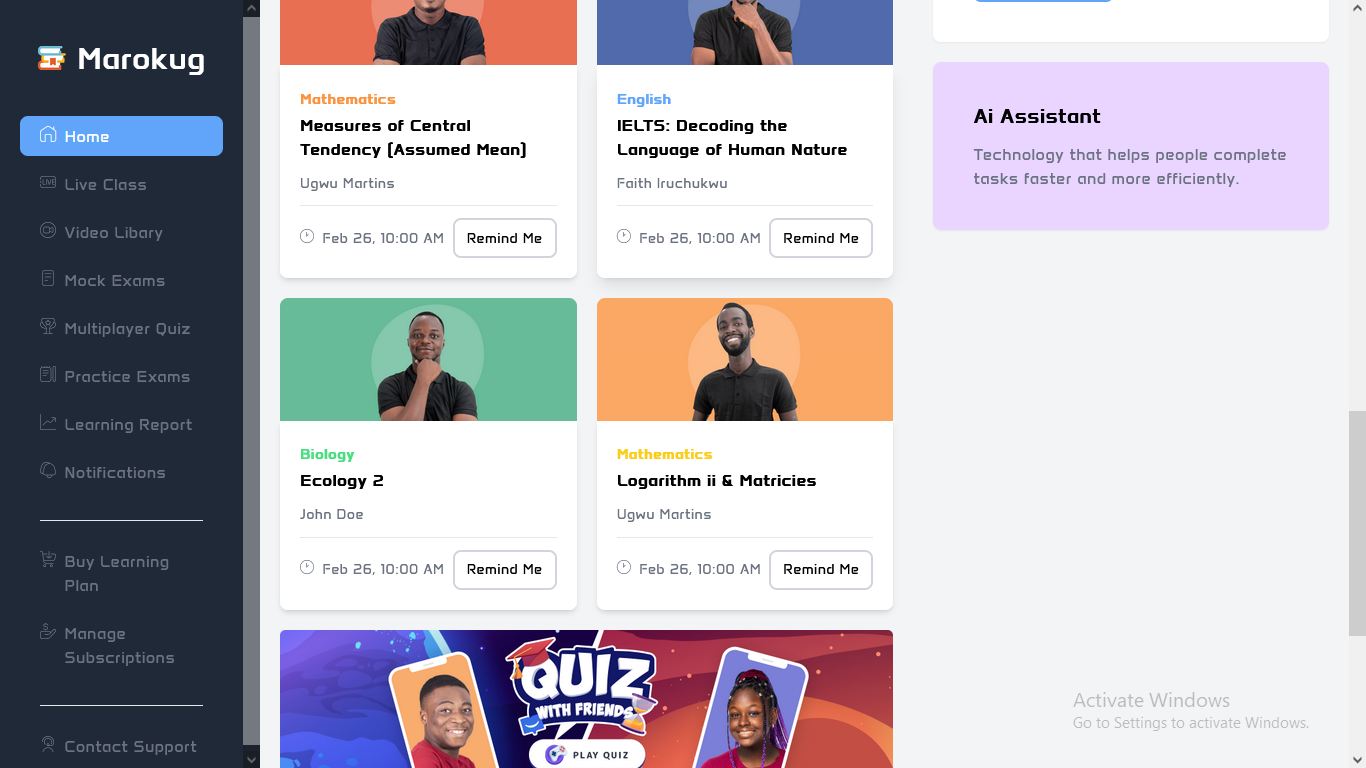 Marokug
Home
Live Class
Video Libary
Mock Exams
Multiplayer Quiz
Practice Exams
Learning Report
Notifications
Buy Learning
Plan
Manage
Subscriptions
Contact Support
Mathematics
Measures of Central
Tendency (Assumed Mean)
Ugwu Martins
Feb 26, 10:00 AM
Remind Me
English
IELTS: Decoding the
Language of Human Nature
Faith Iruchukwu
Feb 26, 10:00 AM
Remind Me
Biology
Ecology 2
John Doe
Feb 26, 10:00 AM
Remind Me
Mathematics
Logarithm ii & Matricies
Ugwu Martins
Feb 26, 10:00 AM
Remind Me
QUIZ
WITH FRIENDS
PLAY QUIZ
Ai Assistant
Technology that helps people complete
tasks faster and more efficiently.
Activate Windows
Go to Settings to activate Windows.